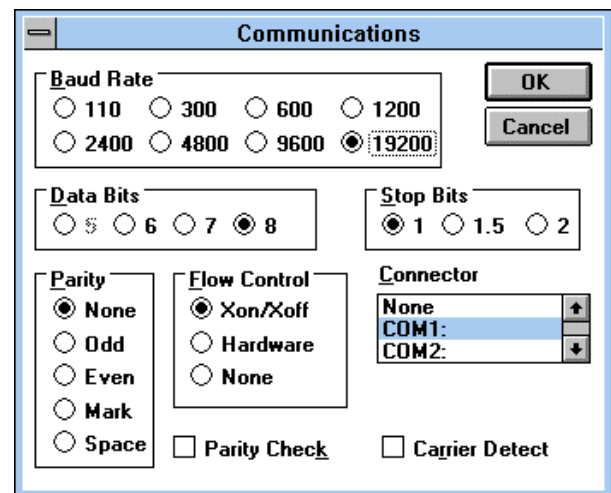 Communications
Baud Rate
110 300 600 1200
2400 4800 9600 19200
OK
Cancel
Data Bits
5 6 7 8
Stop Bits
1 1.5 2
Parity
None
Odd
Even
Mark
Space
Flow Control
Xon/Xoff
Hardware
None
Connector
None
COM1:
COM2:
Parity Check
Carrier Detect